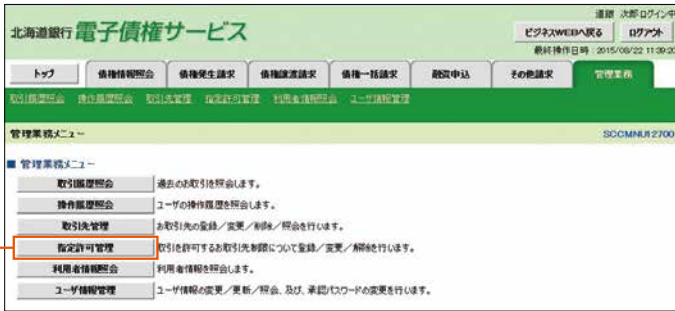 道銀 次郎ログイン中
北海道銀行 電子債権サービス
ビジネスWEBへ戻る ログアウト
最終操作日時：2015/08/22 11:39:20
トップ 債権情報照会 債権発生請求 債権譲渡請求 債権一括請求 融資申込 その他請求 管理業務
取引履歴照会 操作履歴照会 取引先管理 指定許可管理 利用者情報照会 ユーザ情報管理
管理業務メニュー SCCMNU12700
■ 管理業務メニュー
取引履歴照会 過去のお取引を照会します。
操作履歴照会 ユーザの操作履歴を照会します。
取引先管理 お取引先の登録／変更／削除／照会を行います。
指定許可管理 取引を許可するお取引先制限について登録／変更／解除を行います。
利用者情報照会 利用者情報を照会します。
ユーザ情報管理 ユーザ情報の変更／更新／照会、及び、承認パスワードの変更を行います。